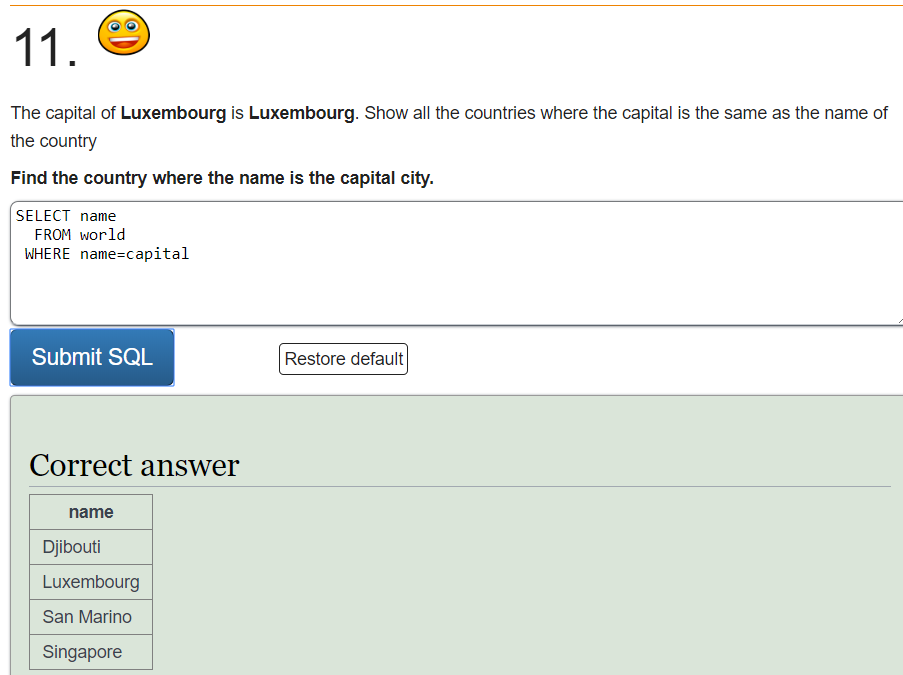 11.
The capital of Luxembourg is Luxembourg. Show all the countries where the capital is the same as the name of
the country
Find the country where the name is the capital city.
SELECT name
FROM world
WHERE name=capital
Submit SQL
Restore default
Correct answer
name
Djibouti
Luxembourg
San Marino
Singapore